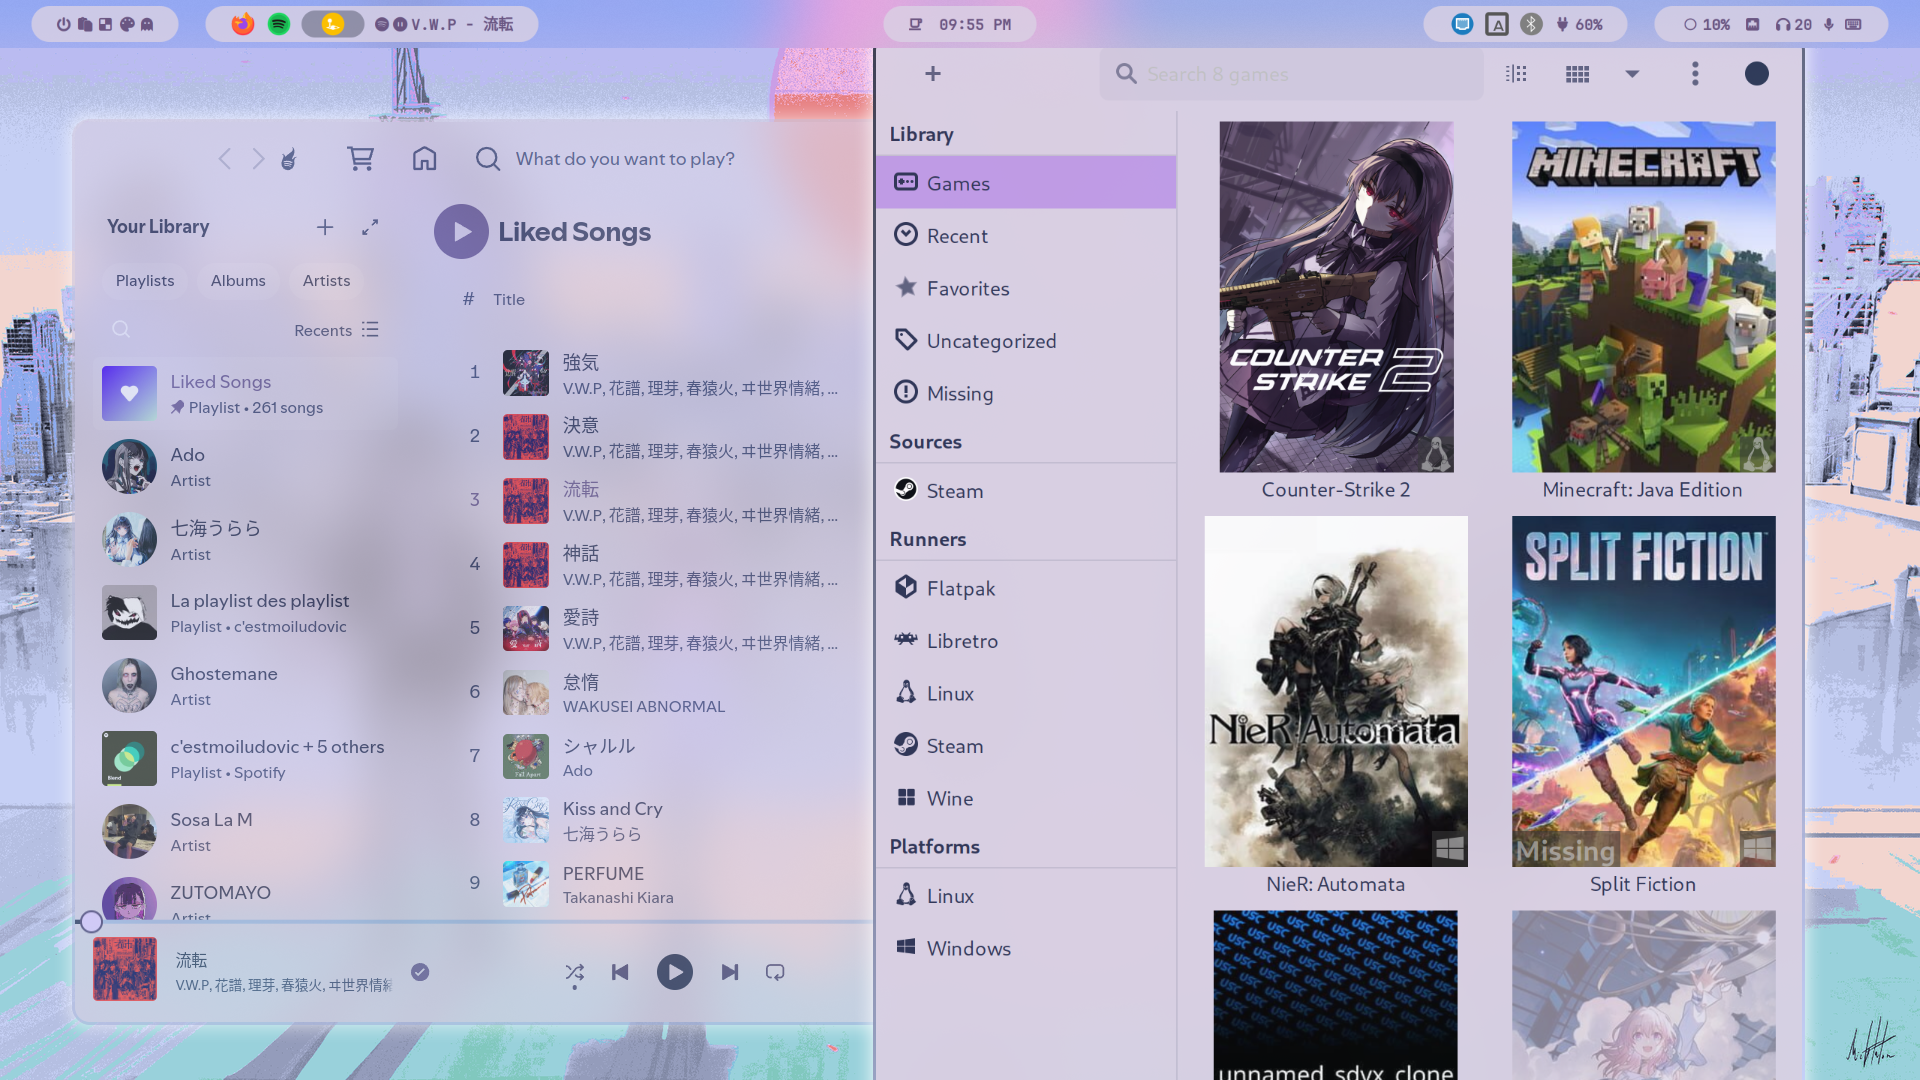 V.W.P - 流転
09:55 PM
A
60%
10%
20
What do you want to play?
Your Library
Playlists
Albums
Artists
Recents
Liked Songs
Playlist • 261 songs
Ado
Artist
七海うらら
Artist
La playlist des playlist
Playlist • c'estmoiludovic
Ghostemane
Artist
c'estmoiludovic + 5 others
Playlist • Spotify
Sosa La M
Artist
ZUTOMAYO
Artist
Liked Songs
# Title
1
強気
V.W.P, 花譜, 理芽, 春猿火, ヰ世界情緒, ...
2
決意
V.W.P, 花譜, 理芽, 春猿火, ヰ世界情緒, ...
3
流転
V.W.P, 花譜, 理芽, 春猿火, ヰ世界情緒, ...
4
神話
V.W.P, 花譜, 理芽, 春猿火, ヰ世界情緒, ...
5
愛詩
V.W.P, 花譜, 理芽, 春猿火, ヰ世界情緒, ...
6
怠惰
WAKUSEI ABNORMAL
7
シャルル
Ado
8
Kiss and Cry
七海うらら
9
PERFUME
Takanashi Kiara
流転
V.W.P, 花譜, 理芽, 春猿火, ヰ世界情緒
Search 8 games
Library
Games
Recent
Favorites
Uncategorized
Missing
Sources
Steam
Runners
Flatpak
Libretro
Linux
Steam
Wine
Platforms
Linux
Windows
COUNTER
STRIKE 2
Counter-Strike 2
MINECRAFT
Minecraft: Java Edition
NieR:Automata
NieR: Automata
SPLIT FICTION
Missing
Split Fiction
USC
unnamed_sdvx_clone